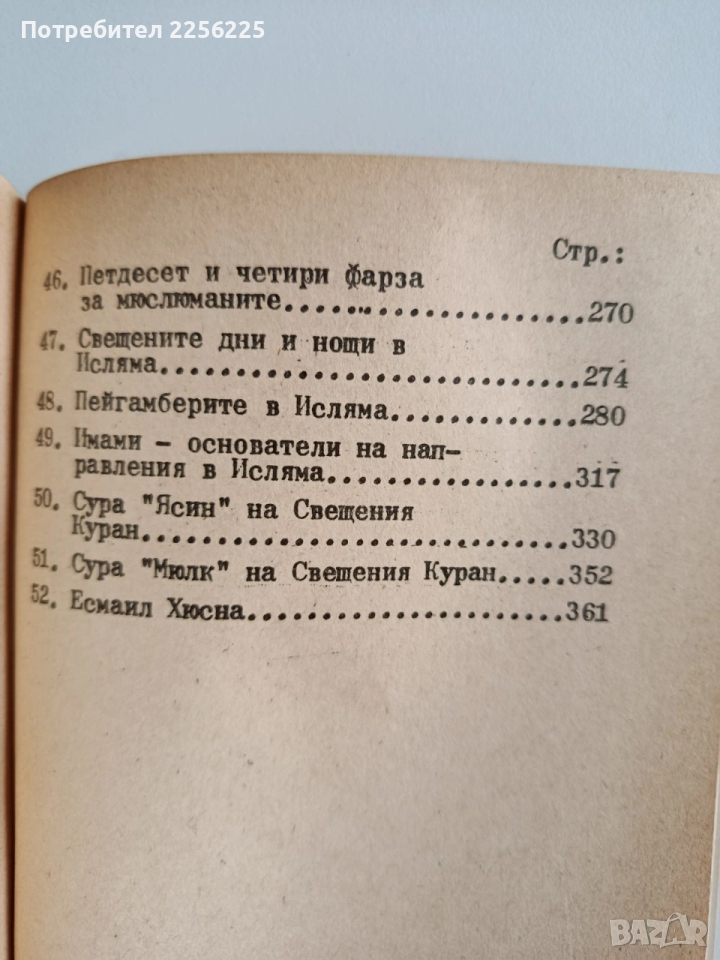 Потребител 2256225
Стр.:
46. Петдесет и четири фарза
за мюслюманите......................270
47. Свещените дни и нощи в
Исляма.............................274
48. Пейгамберите в Исляма............280
49. Имами - основатели на нап-
равления в Исляма..................317
50. Сура "Ясин" на Свещения
Куран..............................330
51. Сура "Мюлк" на Свещения Куран.....352
52. Есмаил Хюсна......................361
BAZAR